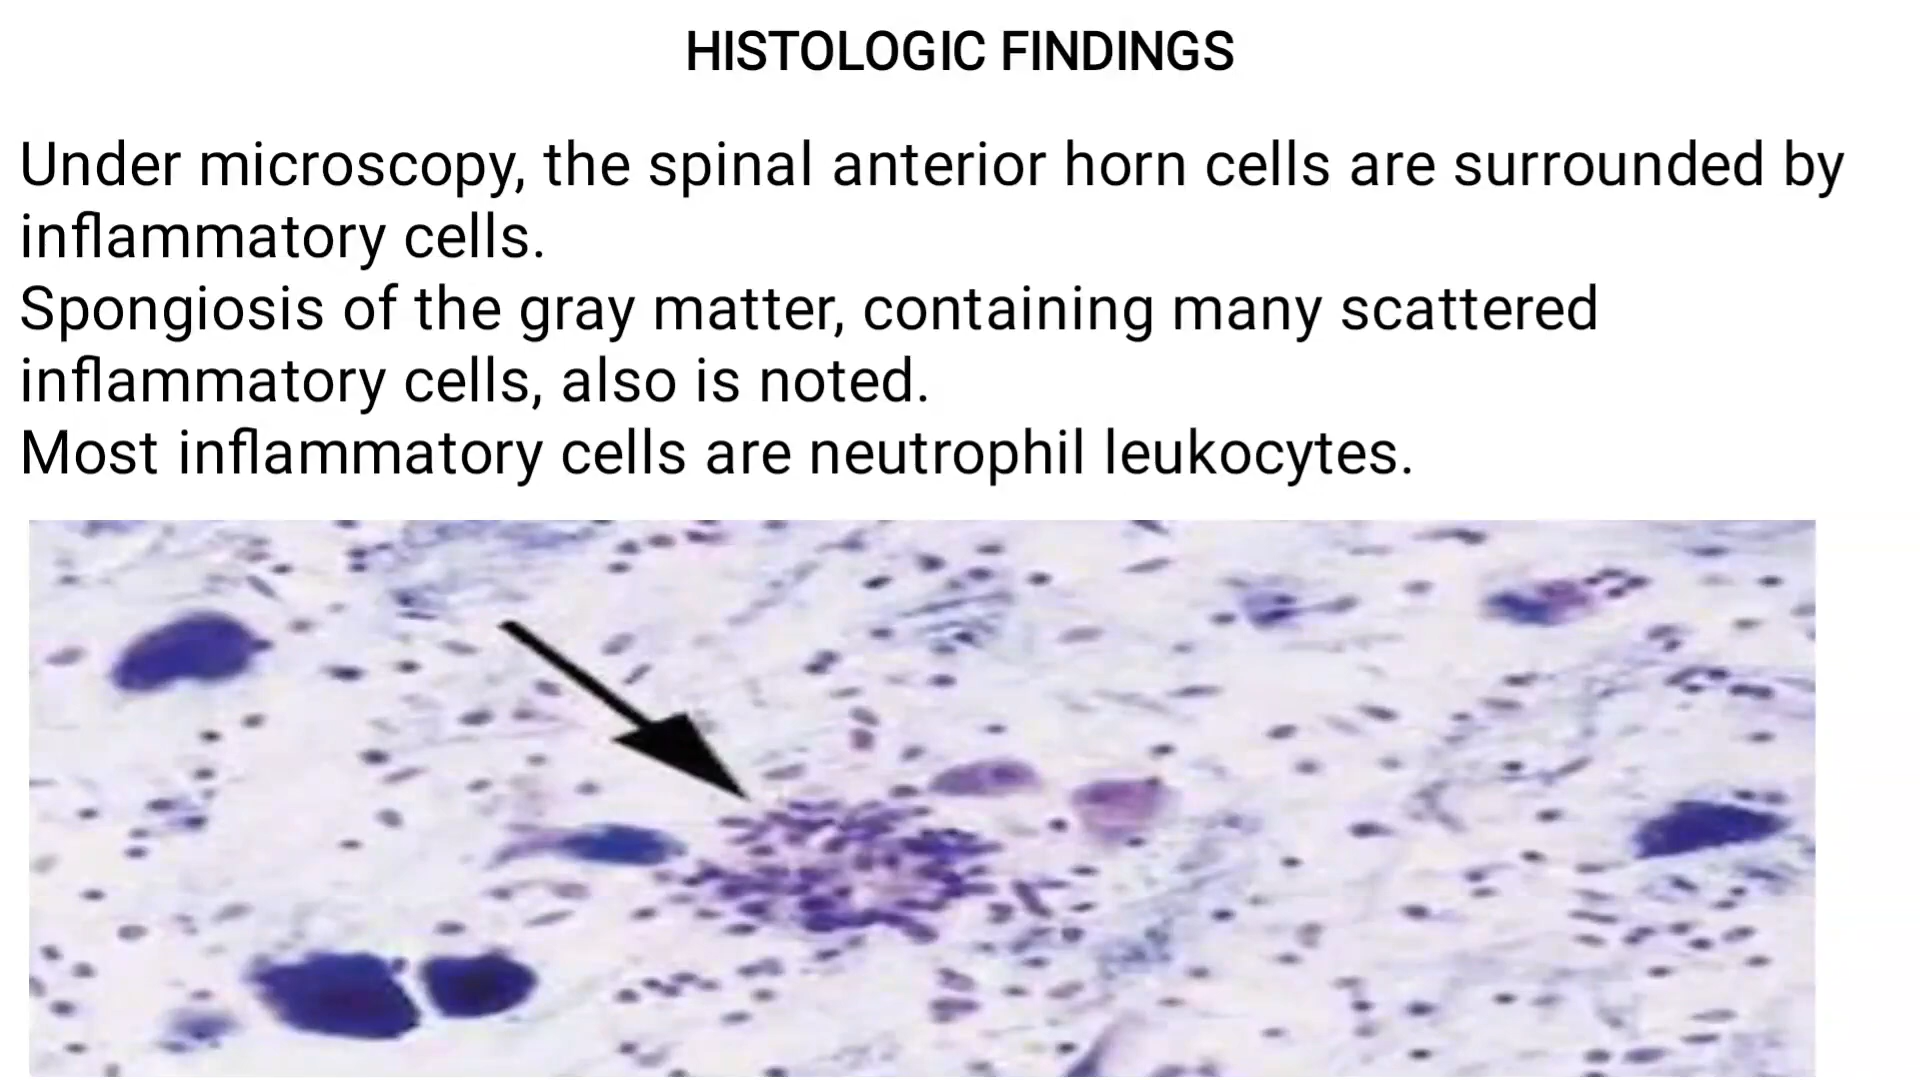 HISTOLOGIC FINDINGS
Under microscopy, the spinal anterior horn cells are surrounded by
inflammatory cells.
Spongiosis of the gray matter, containing many scattered
inflammatory cells, also is noted.
Most inflammatory cells are neutrophil leukocytes.